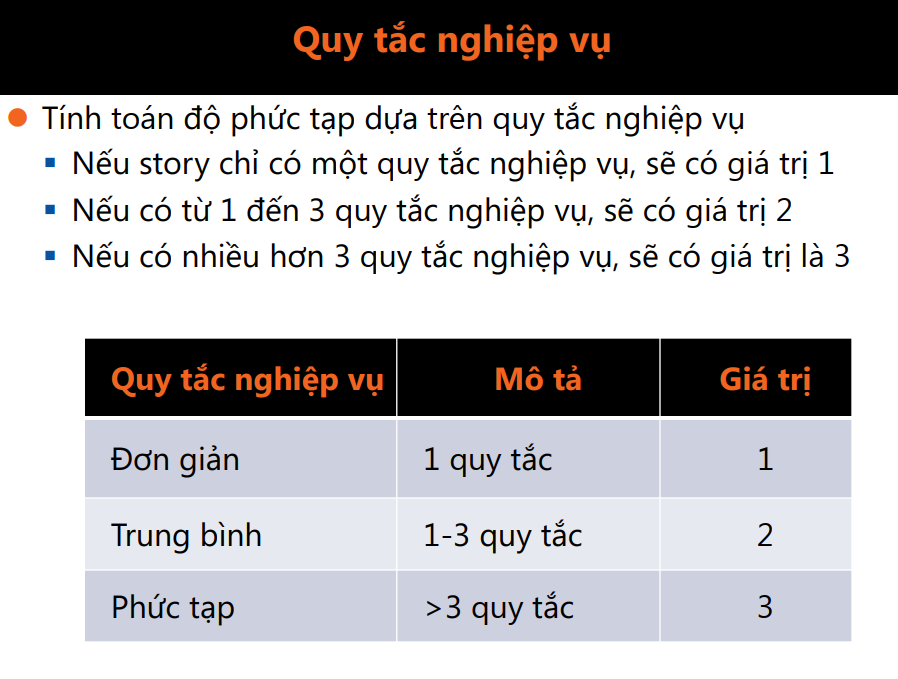 Quy tắc nghiệp vụ
Tính toán độ phức tạp dựa trên quy tắc nghiệp vụ
Nếu story chỉ có một quy tắc nghiệp vụ, sẽ có giá trị 1
Nếu có từ 1 đến 3 quy tắc nghiệp vụ, sẽ có giá trị 2
Nếu có nhiều hơn 3 quy tắc nghiệp vụ, sẽ có giá trị là 3
Quy tắc nghiệp vụ Mô tả Giá trị
Đơn giản 1 quy tắc 1
Trung bình 1-3 quy tắc 2
Phức tạp >3 quy tắc 3